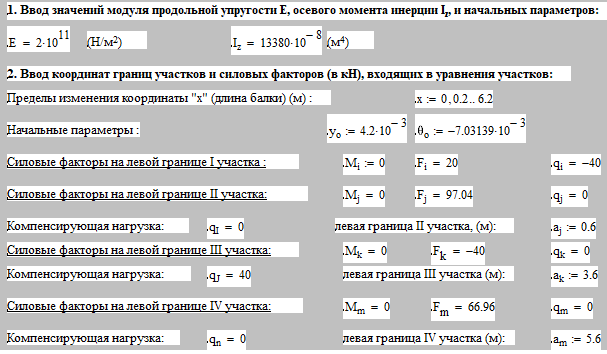 1. Ввод значений модуля продольной упругости E, осевого момента инерции Iz, и начальных параметров:
E = 2·10^11 (Н/м²) Iz = 13380·10^-8 (м⁴)
2. Ввод координат границ участков и силовых факторов (в кН), входящих в уравнения участков:
Пределы изменения координаты "x" (длина балки) (м) : x := 0,0.2.. 6.2
Начальные параметры : yo := 4.2·10^-3 θo := -7.03139·10^-3
Силовые факторы на левой границе I участка : Mi := 0 Fi = 20 qi = -40
Силовые факторы на левой границе II участка: Mj = 0 Fj = 97.04 qj = 0
Компенсирующая нагрузка: qI = 0 левая граница II участка, (м): aj := 0.6
Силовые факторы на левой границе III участка: Mk = 0 Fk = -40 qk = 0
Компенсирующая нагрузка: qJ = 40 левая граница III участка (м): ak := 3.6
Силовые факторы на левой границе IV участка: Mm = 0 Fm = 66.96 qm = 0
Компенсирующая нагрузка: qn = 0 левая граница IV участка (м): am := 5.6